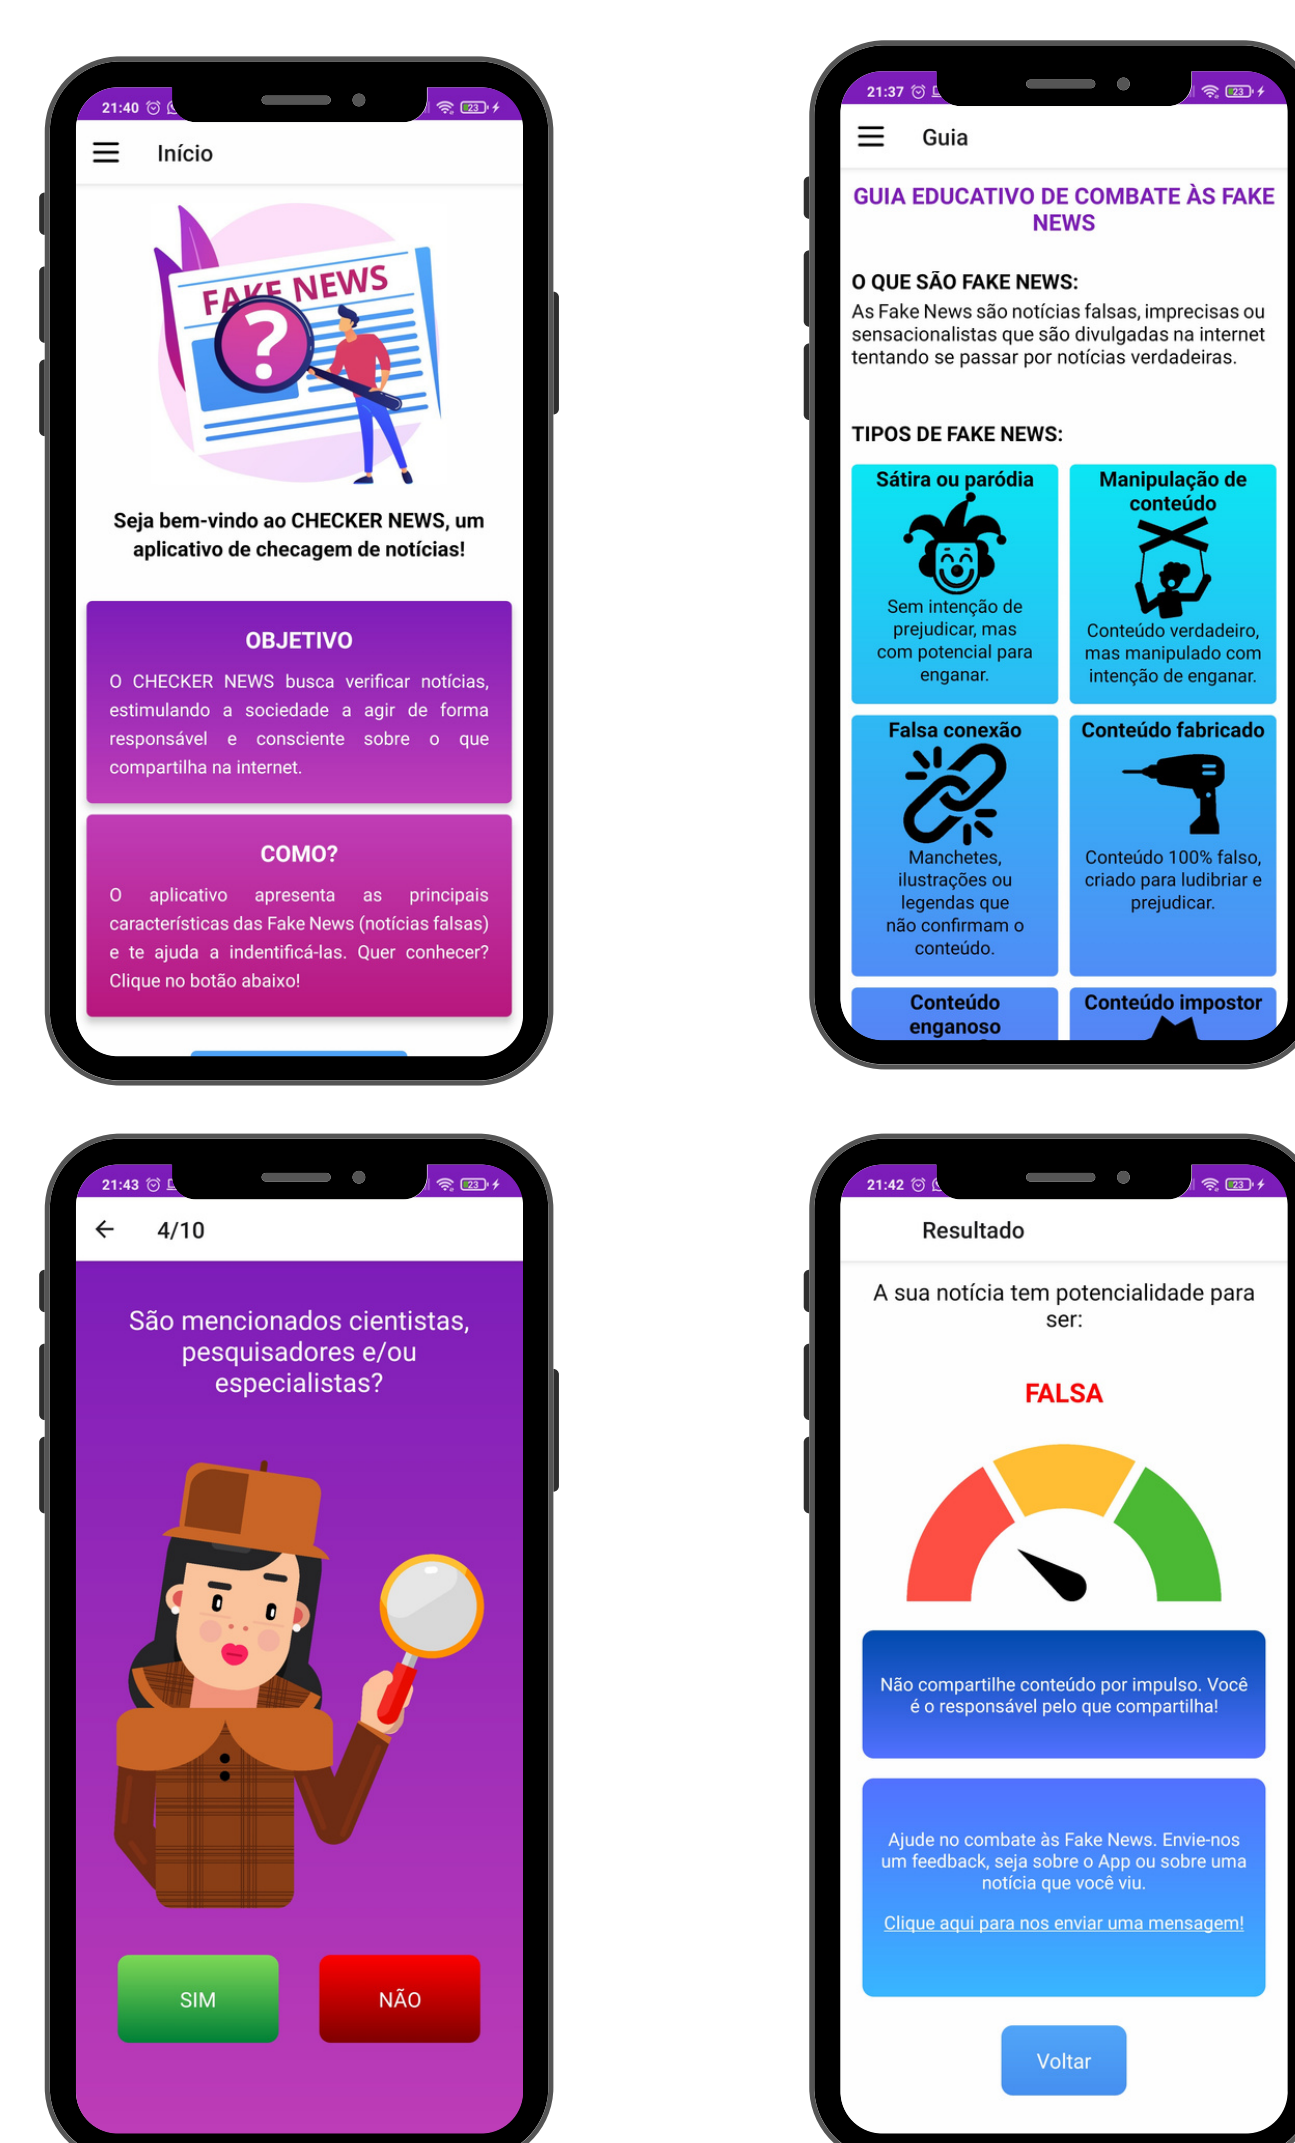 21:40
23
Início
FAKE NEWS
?
Seja bem-vindo ao CHECKER NEWS, um
aplicativo de checagem de notícias!
OBJETIVO
O CHECKER NEWS busca verificar notícias,
estimulando a sociedade a agir de forma
responsável e consciente sobre o que
compartilha na internet.
COMO?
O aplicativo apresenta as principais
características das Fake News (notícias falsas)
e te ajuda a indentificá-las. Quer conhecer?
Clique no botão abaixo!
21:37
23
Guia
GUIA EDUCATIVO DE COMBATE ÀS FAKE
NEWS
O QUE SÃO FAKE NEWS:
As Fake News são notícias falsas, imprecisas ou
sensacionalistas que são divulgadas na internet
tentando se passar por notícias verdadeiras.
TIPOS DE FAKE NEWS:
Sátira ou paródia
Sem intenção de
prejudicar, mas
com potencial para
enganar.
Manipulação de
conteúdo
Conteúdo verdadeiro,
mas manipulado com
intenção de enganar.
Falsa conexão
Manchetes,
ilustrações ou
legendas que
não confirmam o
conteúdo.
Conteúdo fabricado
Conteúdo 100% falso,
criado para ludibriar e
prejudicar.
Conteúdo
enganoso
Conteúdo impostor
21:43
23
4/10
São mencionados cientistas,
pesquisadores e/ou
especialistas?
SIM
NÃO
21:42
23
Resultado
A sua notícia tem potencialidade para
ser:
FALSA
Não compartilhe conteúdo por impulso. Você
é o responsável pelo que compartilha!
Ajude no combate às Fake News. Envie-nos
um feedback, seja sobre o App ou sobre uma
notícia que você viu.
Clique aqui para nos enviar uma mensagem!
Voltar